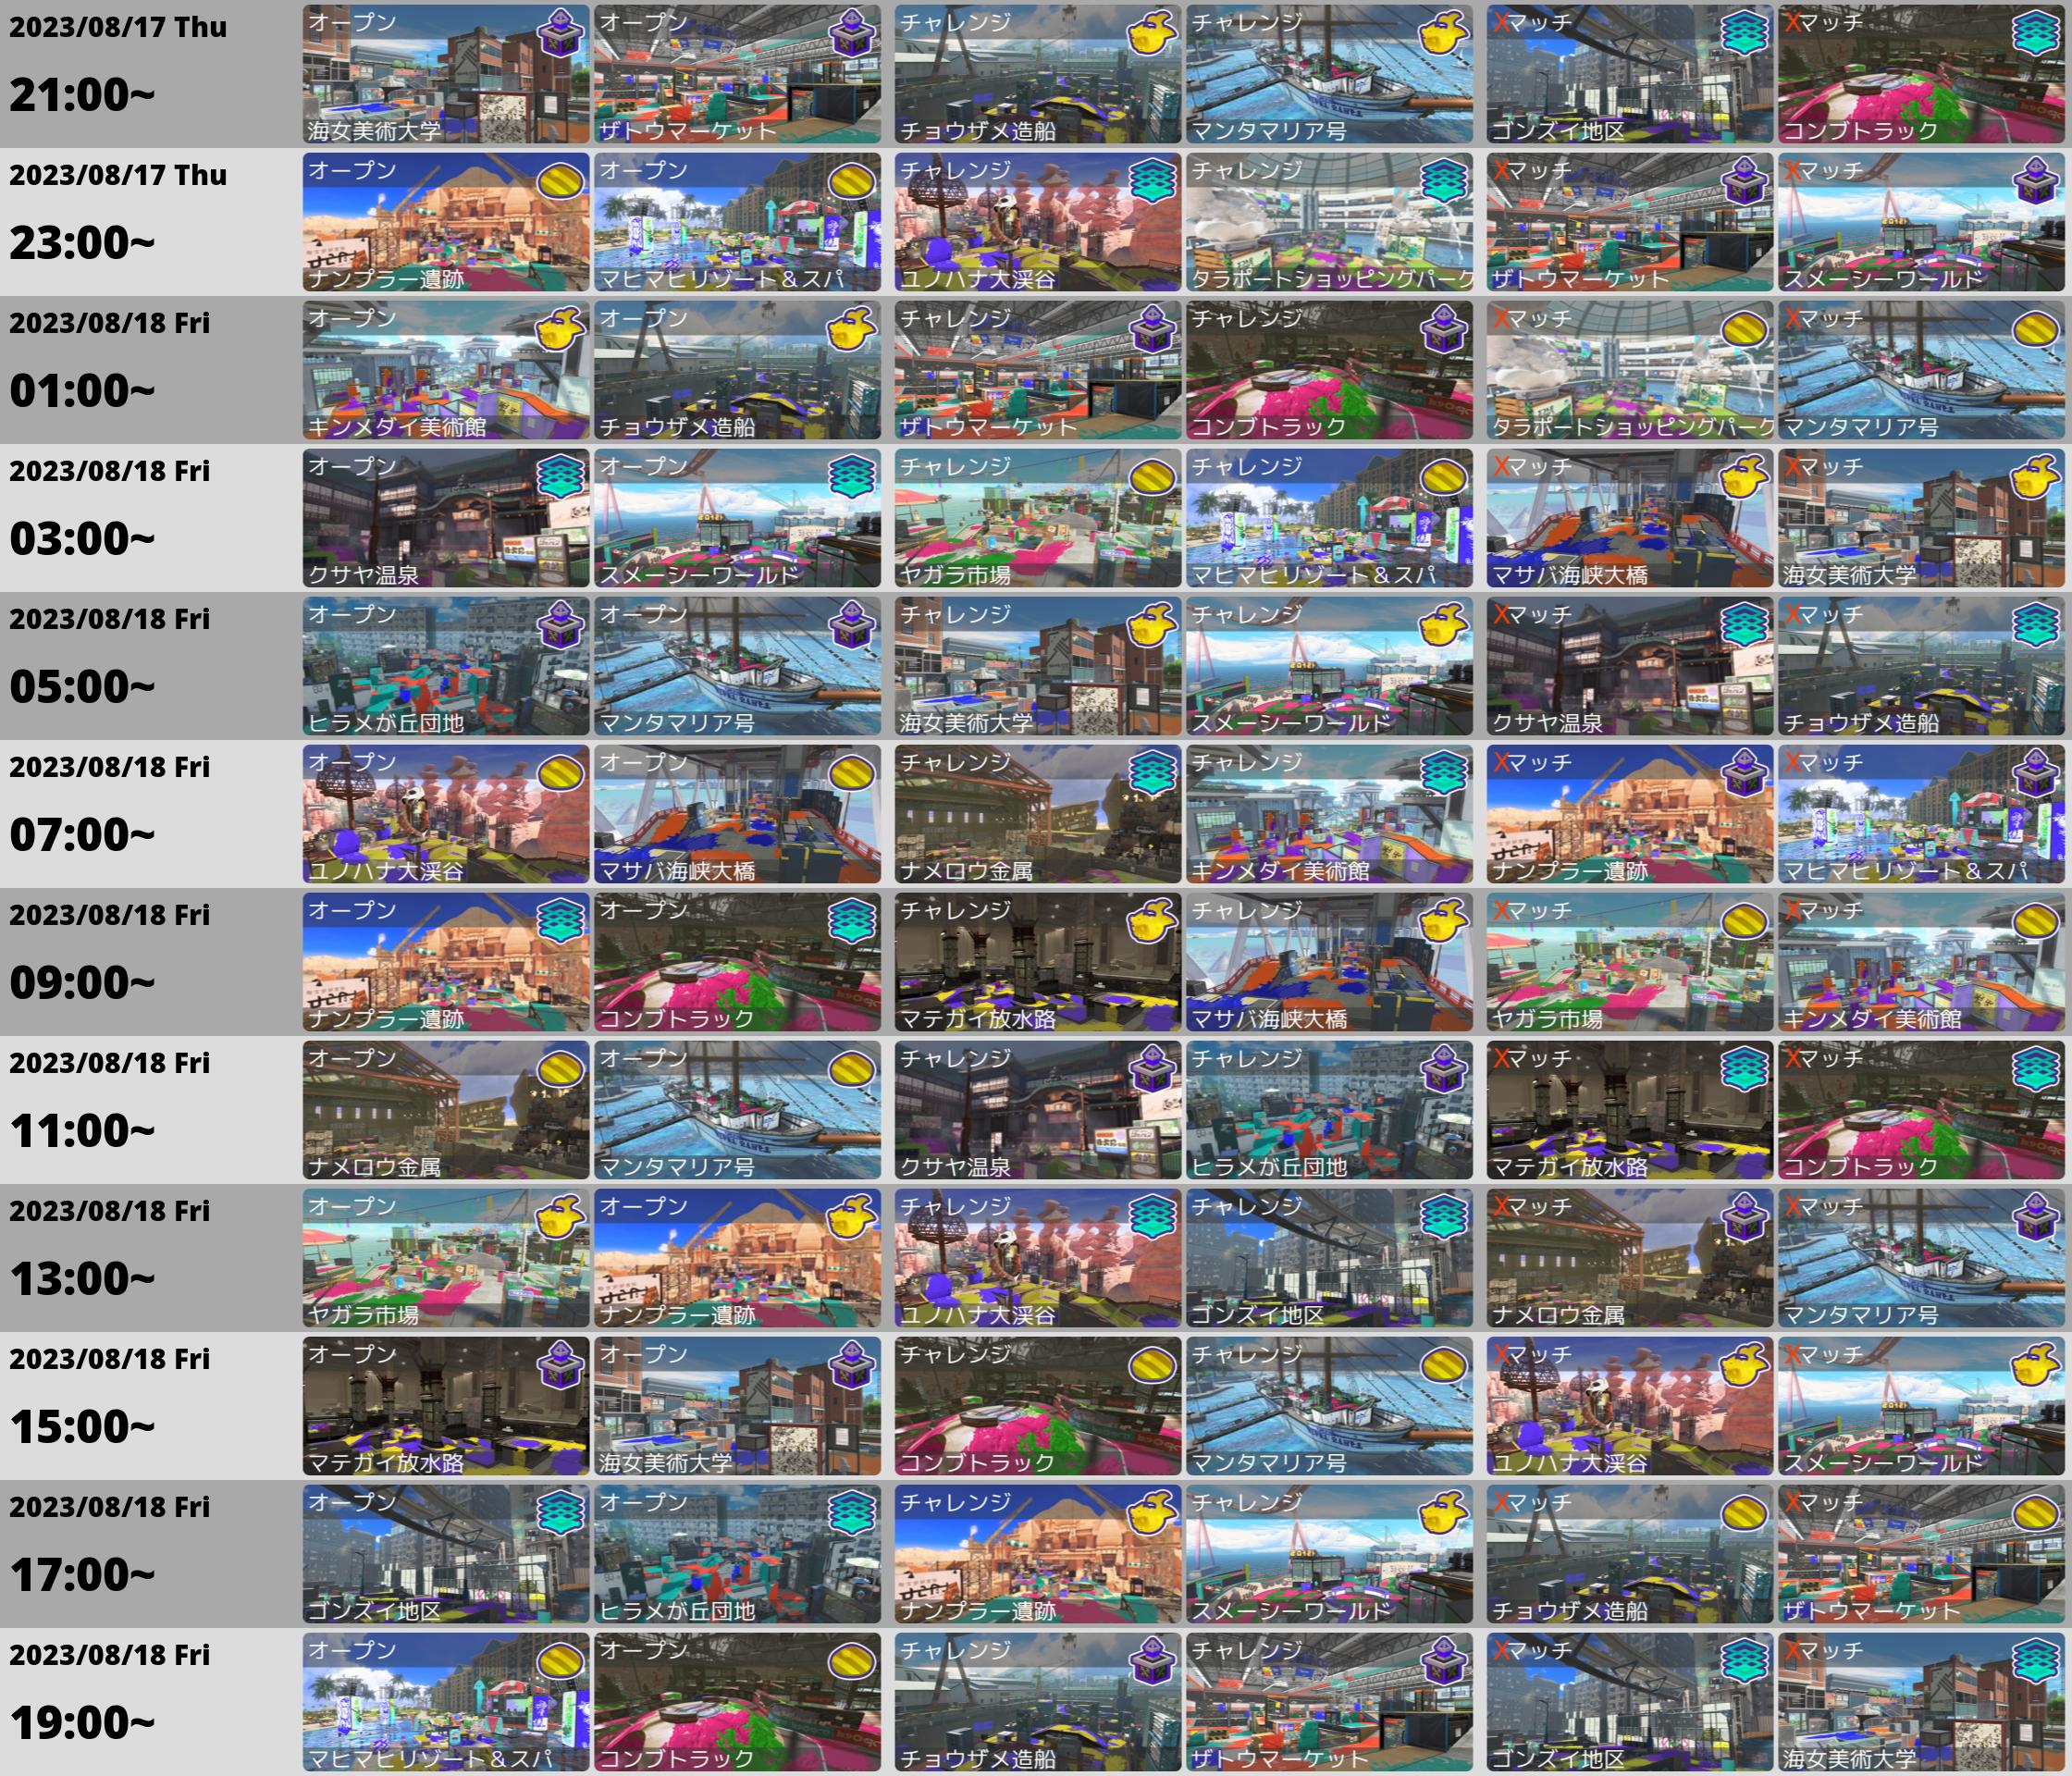 2023/08/17 Thu
21:00~
オープン オープン チャレンジ チャレンジ Xマッチ Xマッチ
海女美術大学 ザトウマーケット チョウザメ造船 マンタマリア号 ゴンズイ地区 コンブトラック
2023/08/17 Thu
23:00~
オープン オープン チャレンジ チャレンジ Xマッチ Xマッチ
ナンプラー遺跡 マヒマヒリゾート＆スパ ユノハナ大渓谷 タラポートショッピングパーク ザトウマーケット スメーシーワールド
2023/08/18 Fri
01:00~
オープン オープン チャレンジ チャレンジ Xマッチ Xマッチ
キンメダイ美術館 チョウザメ造船 ザトウマーケット コンブトラック タラポートショッピングパーク マンタマリア号
2023/08/18 Fri
03:00~
オープン オープン チャレンジ チャレンジ Xマッチ Xマッチ
クサヤ温泉 スメーシーワールド ヤガラ市場 マヒマヒリゾート＆スパ マサバ海峡大橋 海女美術大学
2023/08/18 Fri
05:00~
オープン オープン チャレンジ チャレンジ Xマッチ Xマッチ
ヒラメが丘団地 マンタマリア号 海女美術大学 スメーシーワールド クサヤ温泉 チョウザメ造船
2023/08/18 Fri
07:00~
オープン オープン チャレンジ チャレンジ Xマッチ Xマッチ
ユノハナ大渓谷 マサバ海峡大橋 ナメロウ金属 キンメダイ美術館 ナンプラー遺跡 マヒマヒリゾート＆スパ
2023/08/18 Fri
09:00~
オープン オープン チャレンジ チャレンジ Xマッチ Xマッチ
ナンプラー遺跡 コンブトラック マテガイ放水路 マサバ海峡大橋 ヤガラ市場 キンメダイ美術館
2023/08/18 Fri
11:00~
オープン オープン チャレンジ チャレンジ Xマッチ Xマッチ
ナメロウ金属 マンタマリア号 クサヤ温泉 ヒラメが丘団地 マテガイ放水路 コンブトラック
2023/08/18 Fri
13:00~
オープン オープン チャレンジ チャレンジ Xマッチ Xマッチ
ヤガラ市場 ナンプラー遺跡 ユノハナ大渓谷 ゴンズイ地区 ナメロウ金属 マンタマリア号
2023/08/18 Fri
15:00~
オープン オープン チャレンジ チャレンジ Xマッチ Xマッチ
マテガイ放水路 海女美術大学 コンブトラック マンタマリア号 ユノハナ大渓谷 スメーシーワールド
2023/08/18 Fri
17:00~
オープン オープン チャレンジ チャレンジ Xマッチ Xマッチ
ゴンズイ地区 ヒラメが丘団地 ナンプラー遺跡 スメーシーワールド チョウザメ造船 ザトウマーケット
2023/08/18 Fri
19:00~
オープン オープン チャレンジ チャレンジ Xマッチ Xマッチ
マヒマヒリゾート＆スパ コンブトラック チョウザメ造船 ザトウマーケット ゴンズイ地区 海女美術大学